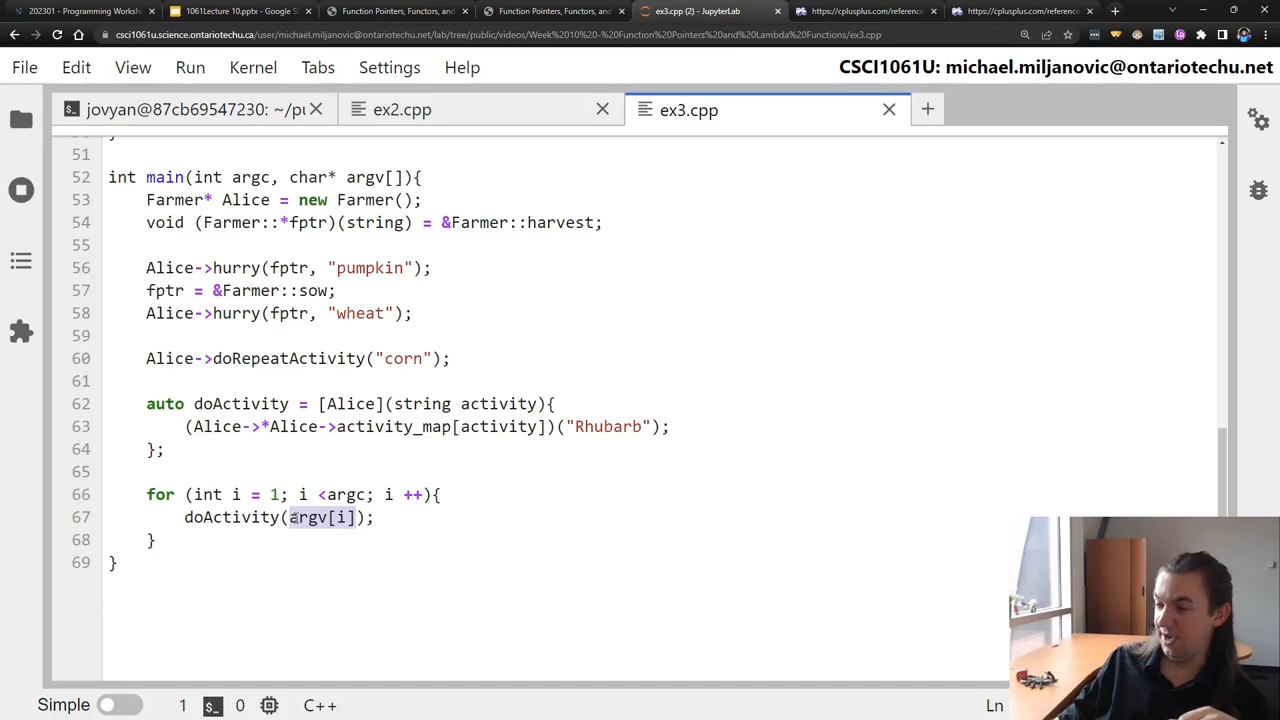 202301 - Programming Worksh
1061Lecture 10.pptx - Google Sl
Function Pointers, Functors, and
Function Pointers, Functors, and
ex3.cpp (2) - JupyterLab
https://cplusplus.com/reference
https://cplusplus.com/reference
csci1061u.science.ontariotechu.ca/user/michael.miljanovic@ontariotechu.net/lab/tree/public/videos/Week%2010%20-%20Function%20Pointers%20and%20Lambda%20Functions/ex3.cpp
File Edit View Run Kernel Tabs Settings Help
CSCI1061U: michael.miljanovic@ontariotechu.net
jovyan@87cb69547230: ~/pu
ex2.cpp
ex3.cpp
51
52 int main(int argc, char* argv[]){
53 Farmer* Alice = new Farmer();
54 void (Farmer::*fptr)(string) = &Farmer::harvest;
55
56 Alice->hurry(fptr, "pumpkin");
57 fptr = &Farmer::sow;
58 Alice->hurry(fptr, "wheat");
59
60 Alice->doRepeatActivity("corn");
61
62 auto doActivity = [Alice](string activity){
63 (Alice->*Alice->activity_map[activity])("Rhubarb");
64 };
65
66 for (int i = 1; i <argc; i ++){
67 doActivity(argv[i]);
68 }
69 }
Simple 1 0 C++ Ln